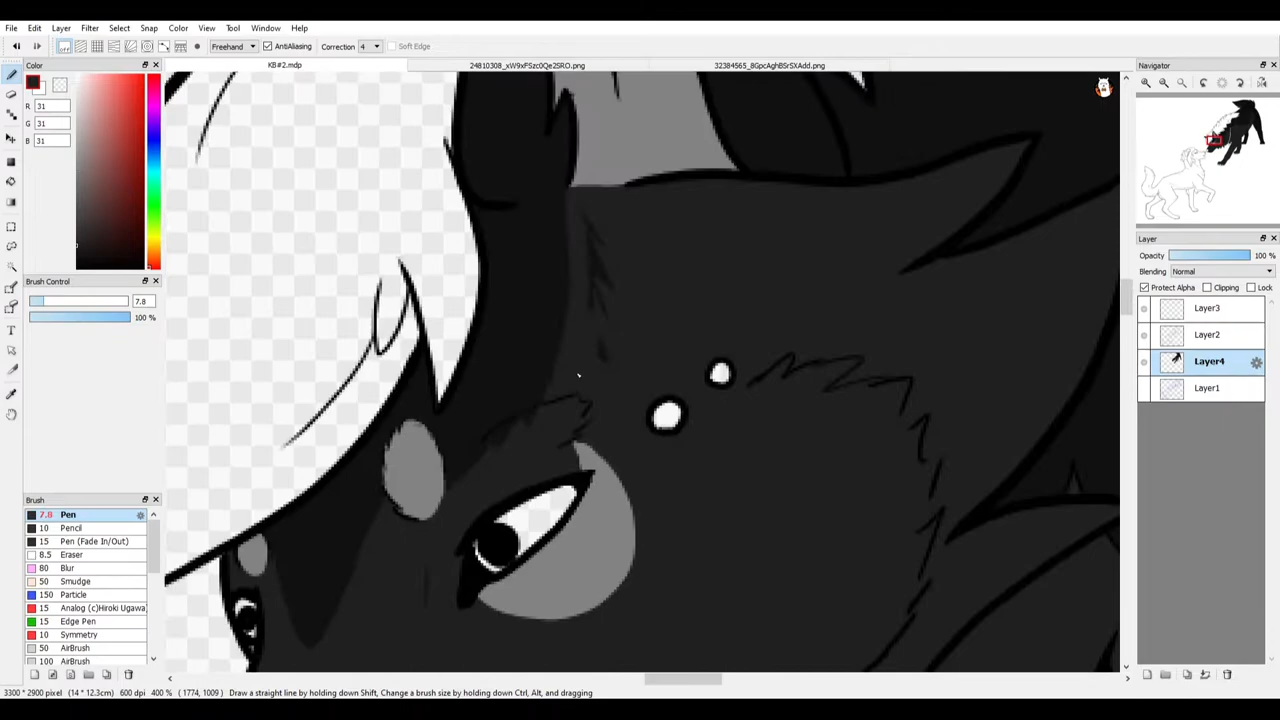 File Edit Layer Filter Select Snap Color View Tool Window Help
OFF Freehand AntiAliasing Correction 4 Soft Edge
Color
KB#2.mdp
24810308_xW9xFSzc0Qe2SRO.png
32384565_8GpcAghBSrSXAdd.png
Navigator
R 31
G 31
B 31
Brush Control
7.8
100 %
Layer
Opacity 100 %
Blending Normal
Protect Alpha Clipping Lock
Layer3
Layer2
Layer4
Layer1
Brush
7.8 Pen
10 Pencil
15 Pen (Fade In/Out)
8.5 Eraser
80 Blur
50 Smudge
150 Particle
15 Analog (c)Hiroki Ugawa
15 Edge Pen
10 Symmetry
50 AirBrush
100 AirBrush
3300 * 2900 pixel (14 * 12.3cm) 600 dpi 400 % ( 1774, 1009 ) Draw a straight line by holding down Shift, Change a brush size by holding down Ctrl, Alt, and dragging